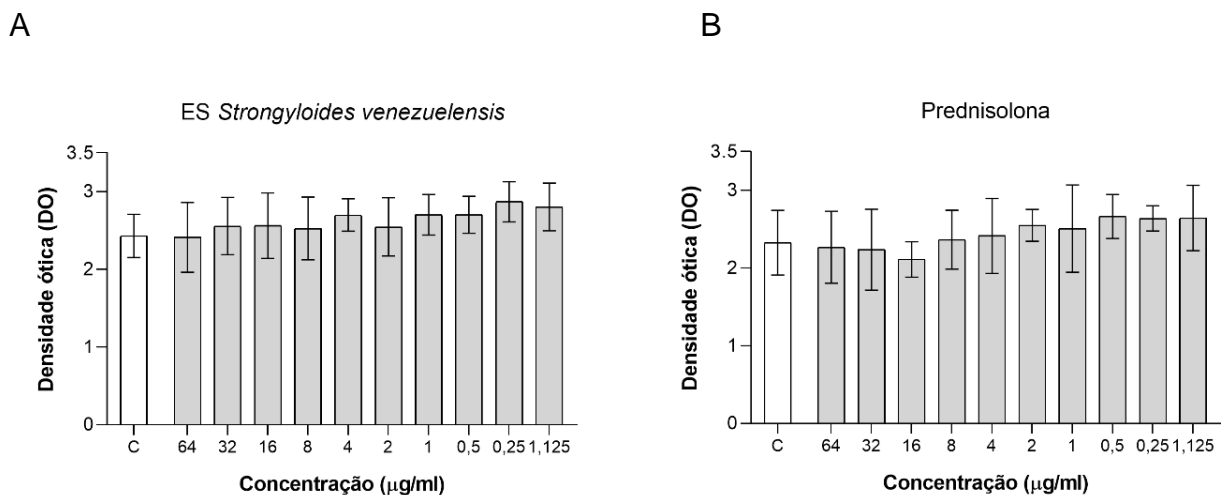 A
ES Strongyloides venezuelensis
Densidade ótica (DO)
3.5
3
2
1
0
C 64 32 16 8 4 2 1 0,5 0,25 1,125
Concentração (μg/ml)
B
Prednisolona
Densidade ótica (DO)
3.5
3
2
1
0
C 64 32 16 8 4 2 1 0,5 0,25 1,125
Concentração (μg/ml)